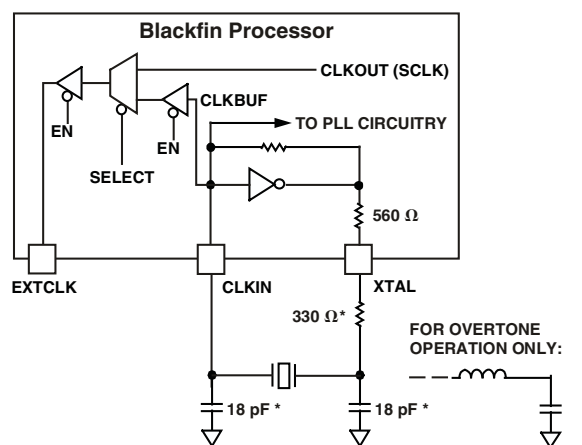 Blackfin Processor
CLKOUT (SCLK)
CLKBUF
TO PLL CIRCUITRY
EN
EN
SELECT
560 Ω
EXTCLK
CLKIN
XTAL
330 Ω*
FOR OVERTONE
OPERATION ONLY:
18 pF *
18 pF *